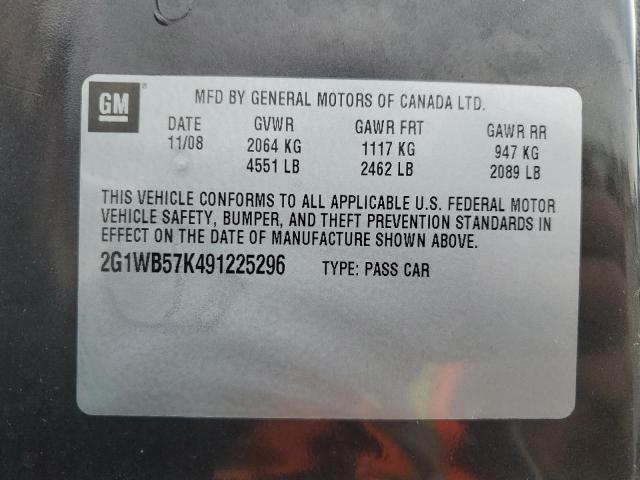 GM
MFD BY GENERAL MOTORS OF CANADA LTD.
DATE GVWR GAWR FRT GAWR RR
11/08 2064 KG 1117 KG 947 KG
4551 LB 2462 LB 2089 LB
THIS VEHICLE CONFORMS TO ALL APPLICABLE U.S. FEDERAL MOTOR
VEHICLE SAFETY, BUMPER, AND THEFT PREVENTION STANDARDS IN
EFFECT ON THE DATE OF MANUFACTURE SHOWN ABOVE.
2G1WB57K491225296 TYPE: PASS CAR